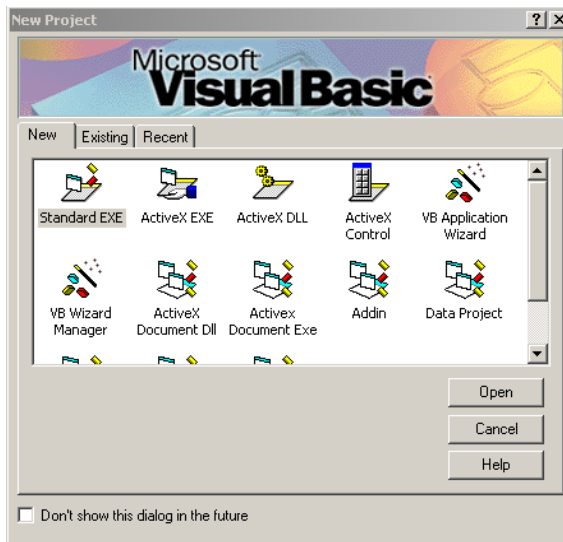 New Project
Microsoft
Visual Basic
New Existing Recent
Standard EXE ActiveX EXE ActiveX DLL ActiveX Control VB Application Wizard
VB Wizard Manager ActiveX Document Dll Activex Document Exe Addin Data Project
Open
Cancel
Help
Don't show this dialog in the future